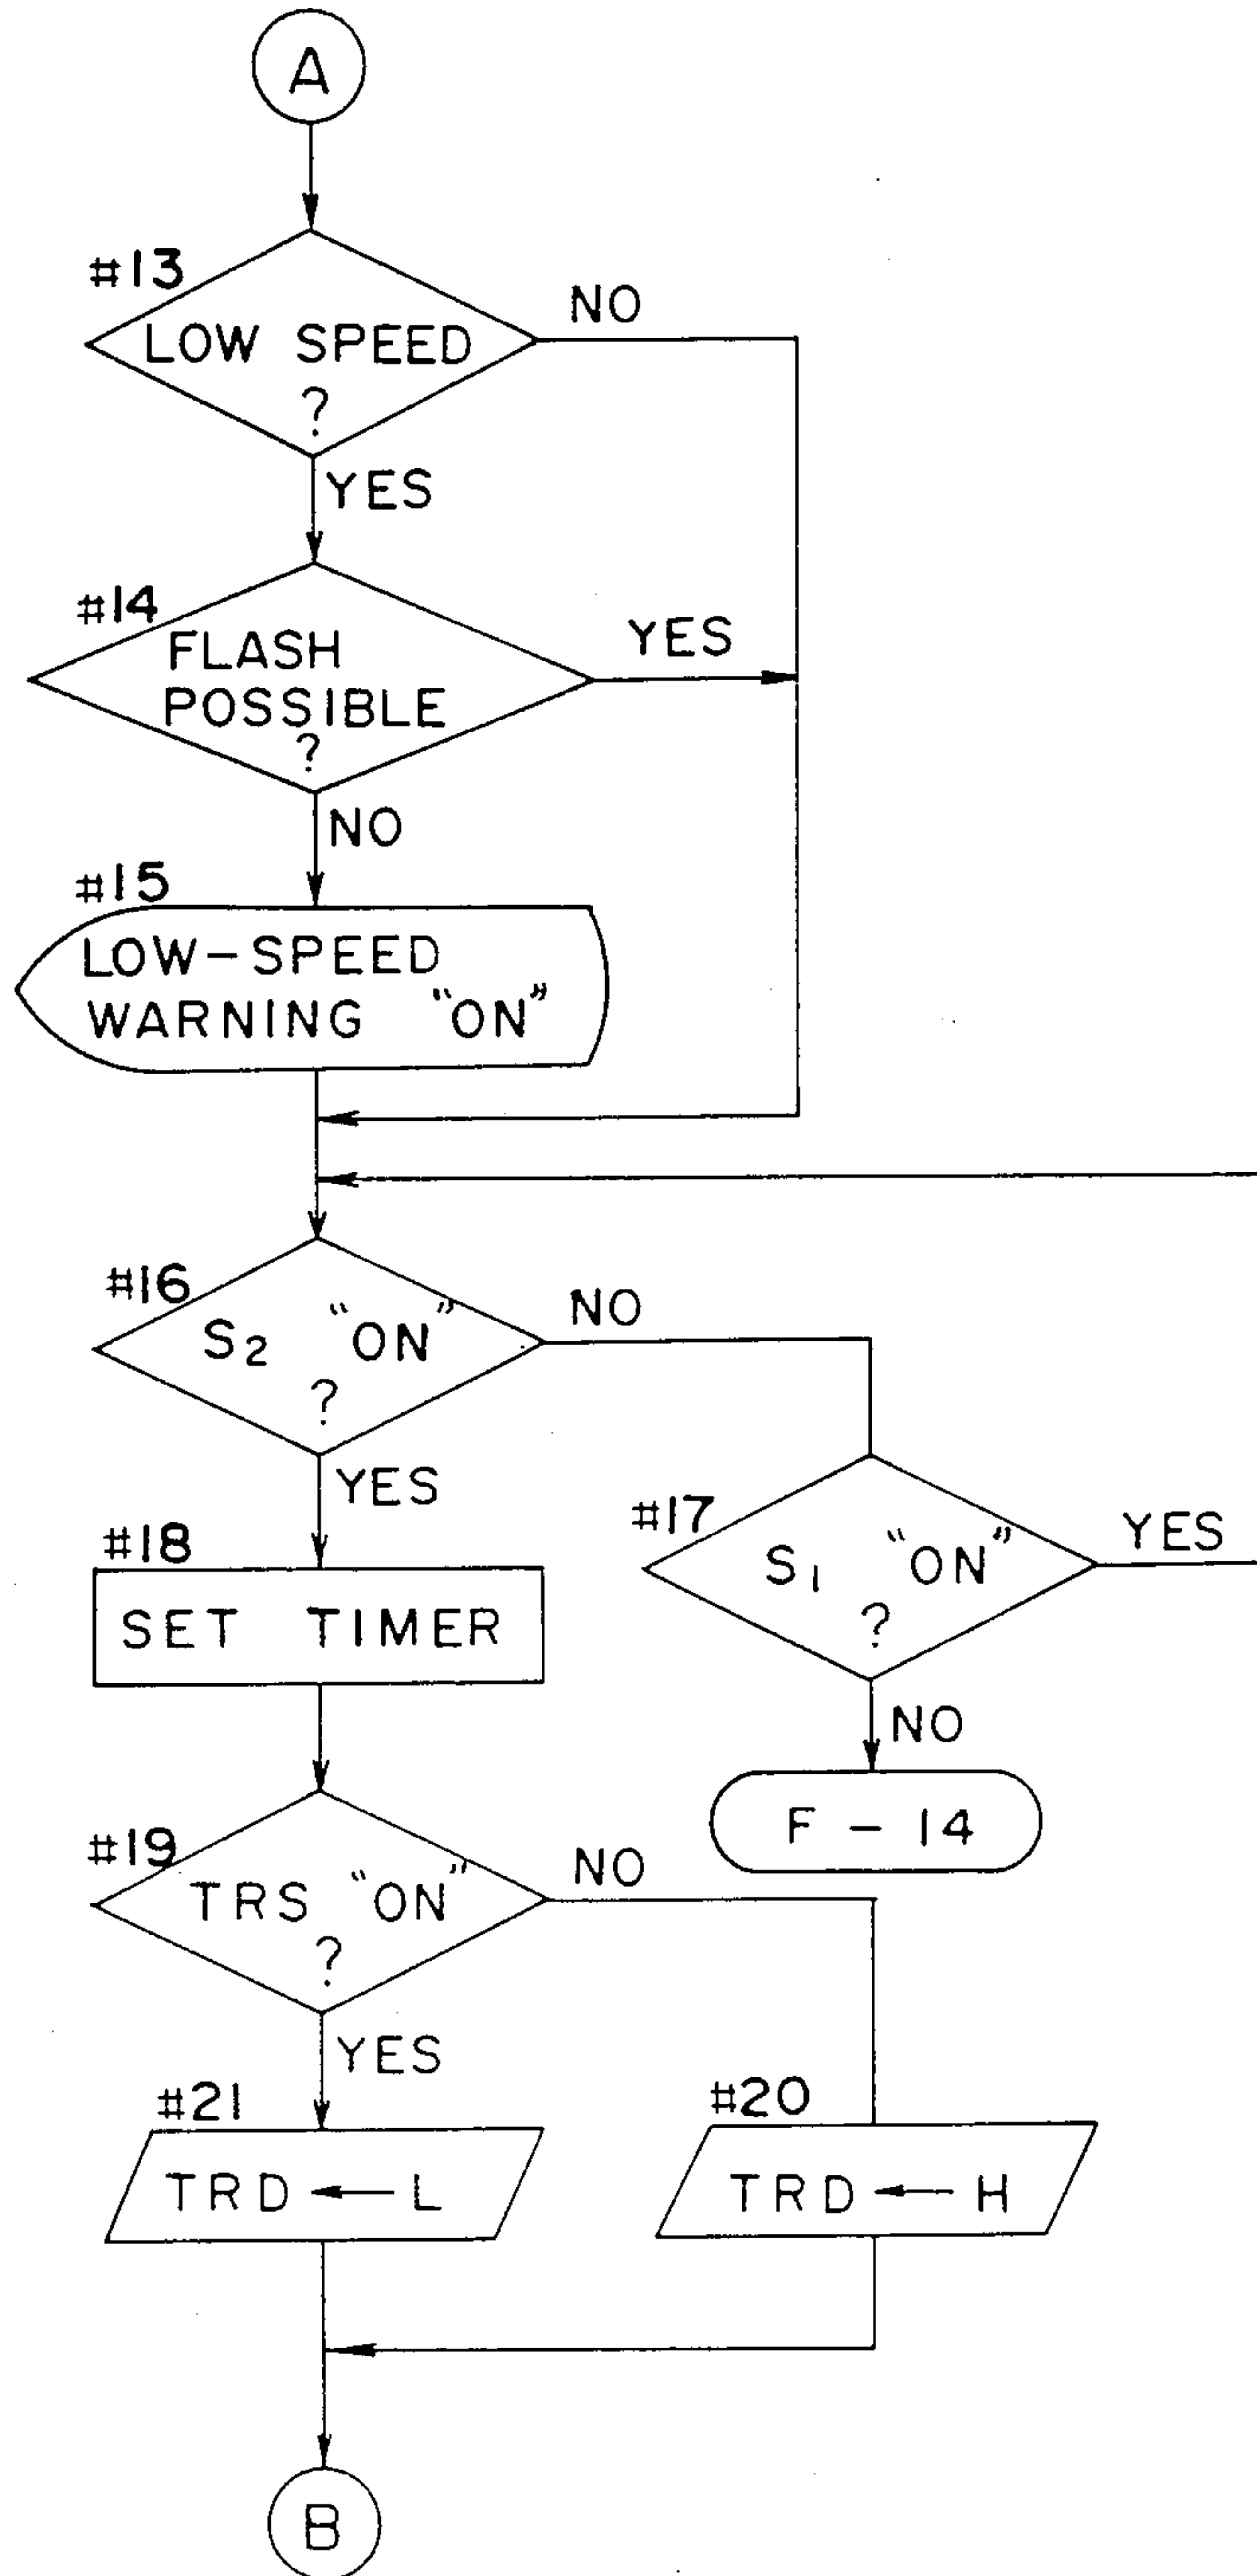 A
#13
NO
LOW SPEED
?
YES
#14
YES
FLASH
POSSIBLE
?
NO
#15
LOW-SPEED
WARNING "ON"
#16
NO
S₂ "ON"
?
YES
#17
YES
S₁ "ON"
?
#18
SET TIMER
NO
F - 14
#19
NO
TRS "ON"
?
YES
#21
#20
TRD ← L
TRD ← H
B